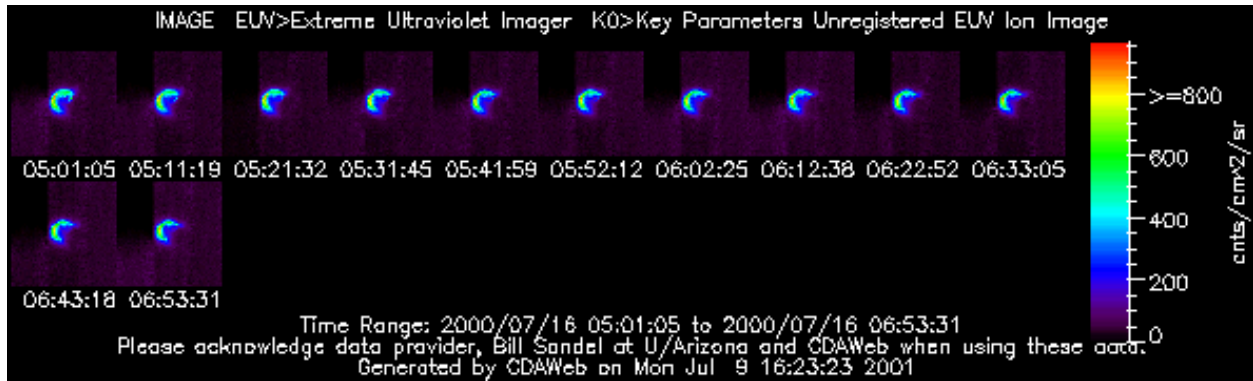 IMAGE EUV>Extreme Ultraviolet Imager K0>Key Parameters Unregistered EUV Ion Image
05:01:05 05:11:19 05:21:32 05:31:45 05:41:59 05:52:12 06:02:25 06:12:38 06:22:52 06:33:05
06:43:18 06:53:31
>=800
600
400
200
0
cnts/cm^2/sr
Time Range: 2000/07/16 05:01:05 to 2000/07/16 06:53:31
Please acknowledge data provider, Bill Sandel at U/Arizona and CDAWeb when using these data.
Generated by CDAWeb on Mon Jul 9 16:23:23 2001